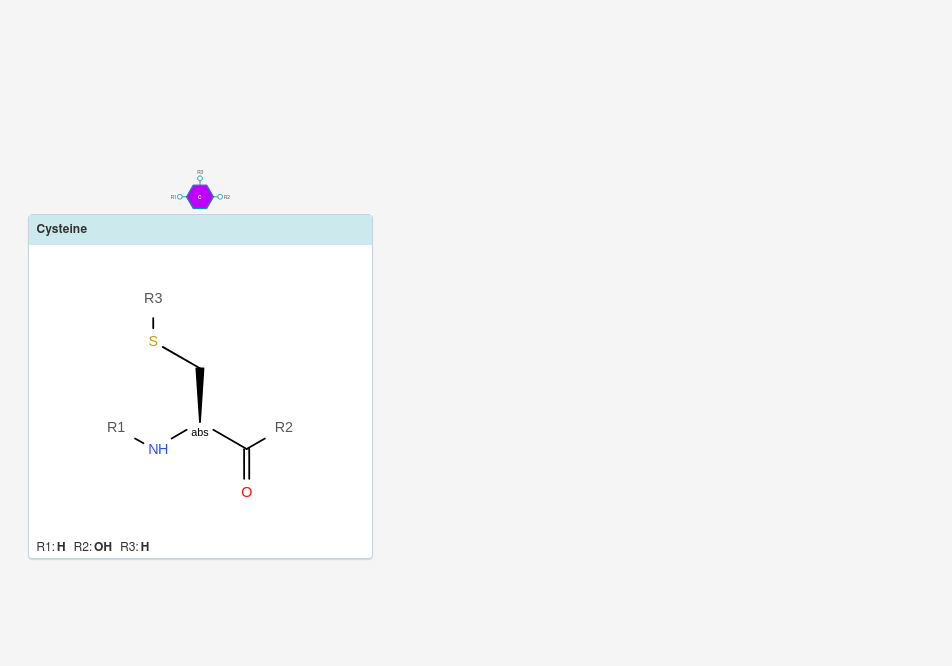 R3
R1 C R2
Cysteine
R3
S
R1 abs R2
NH
O
R1: H R2: OH R3: H